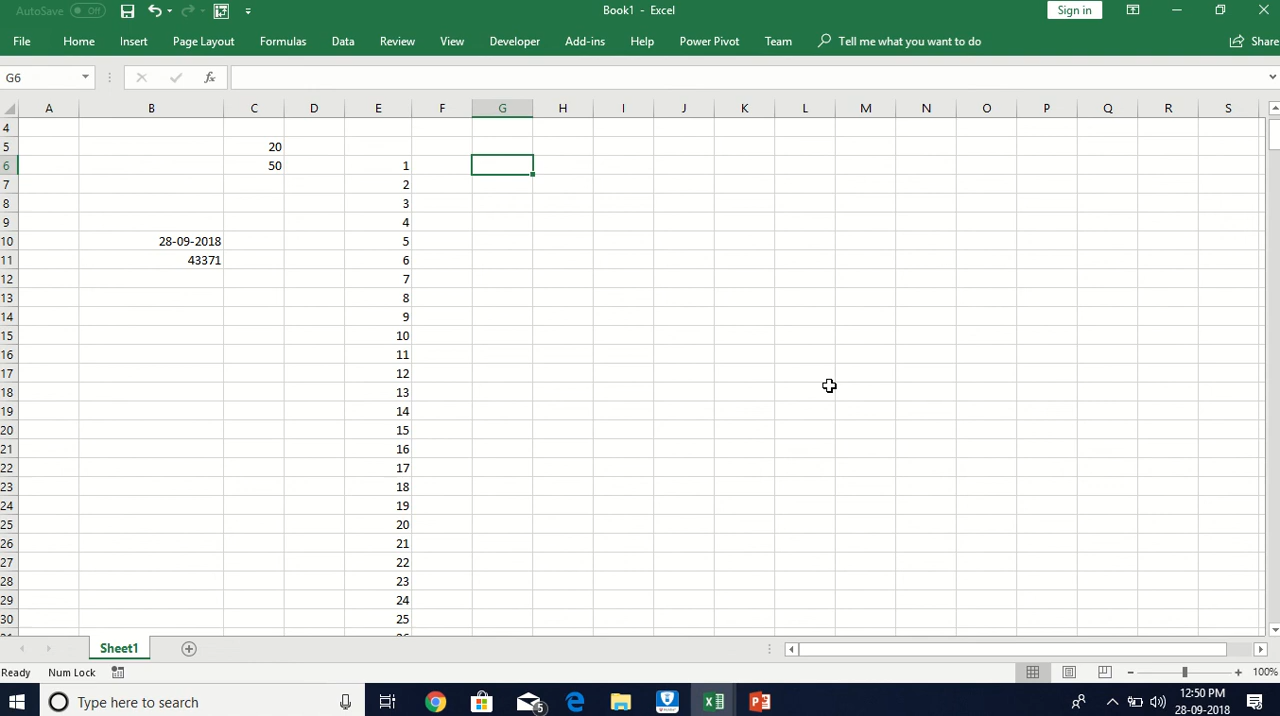 AutoSave Off Book1 - Excel Sign in
File Home Insert Page Layout Formulas Data Review View Developer Add-ins Help Power Pivot Team Tell me what you want to do Share
G6 fx
A B C D E F G H I J K L M N O P Q R S
4
5 20
6 50 1
7 2
8 3
9 4
10 28-09-2018 5
11 43371 6
12 7
13 8
14 9
15 10
16 11
17 12
18 13
19 14
20 15
21 16
22 17
23 18
24 19
25 20
26 21
27 22
28 23
29 24
30 25
Sheet1
Ready Num Lock 100%
Type here to search 5 12:50 PM
28-09-2018